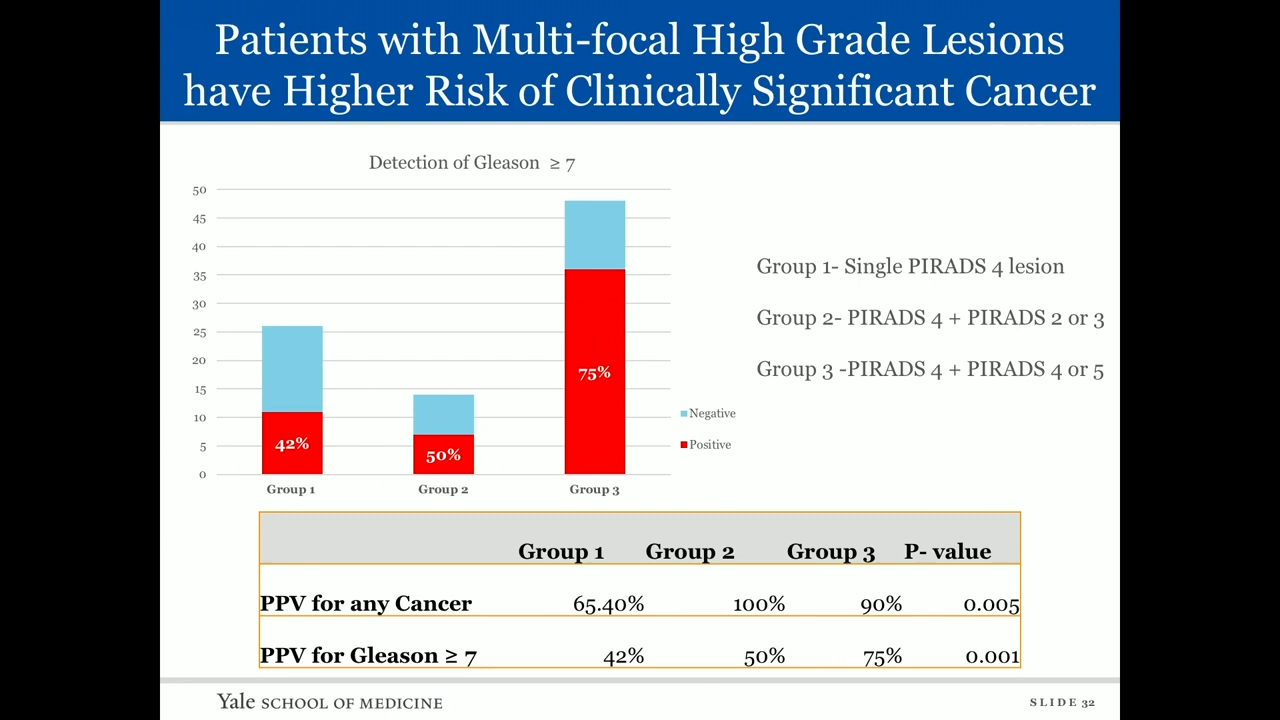 Patients with Multi-focal High Grade Lesions
have Higher Risk of Clinically Significant Cancer
Detection of Gleason ≥ 7
50
45
40
35
30
25
20
15
10
5
0
42%
50%
75%
Group 1
Group 2
Group 3
Negative
Positive
Group 1- Single PIRADS 4 lesion
Group 2- PIRADS 4 + PIRADS 2 or 3
Group 3 -PIRADS 4 + PIRADS 4 or 5
Group 1 Group 2 Group 3 P- value
PPV for any Cancer 65.40% 100% 90% 0.005
PPV for Gleason ≥ 7 42% 50% 75% 0.001
Yale SCHOOL OF MEDICINE
SLIDE 32